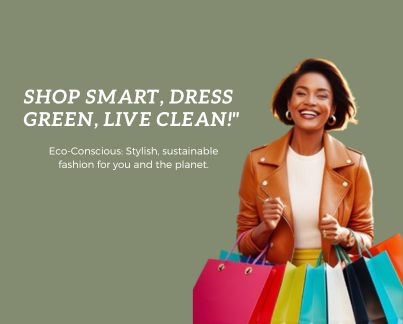 SHOP SMART, DRESS
GREEN, LIVE CLEAN!"
Eco-Conscious: Stylish, sustainable
fashion for you and the planet.